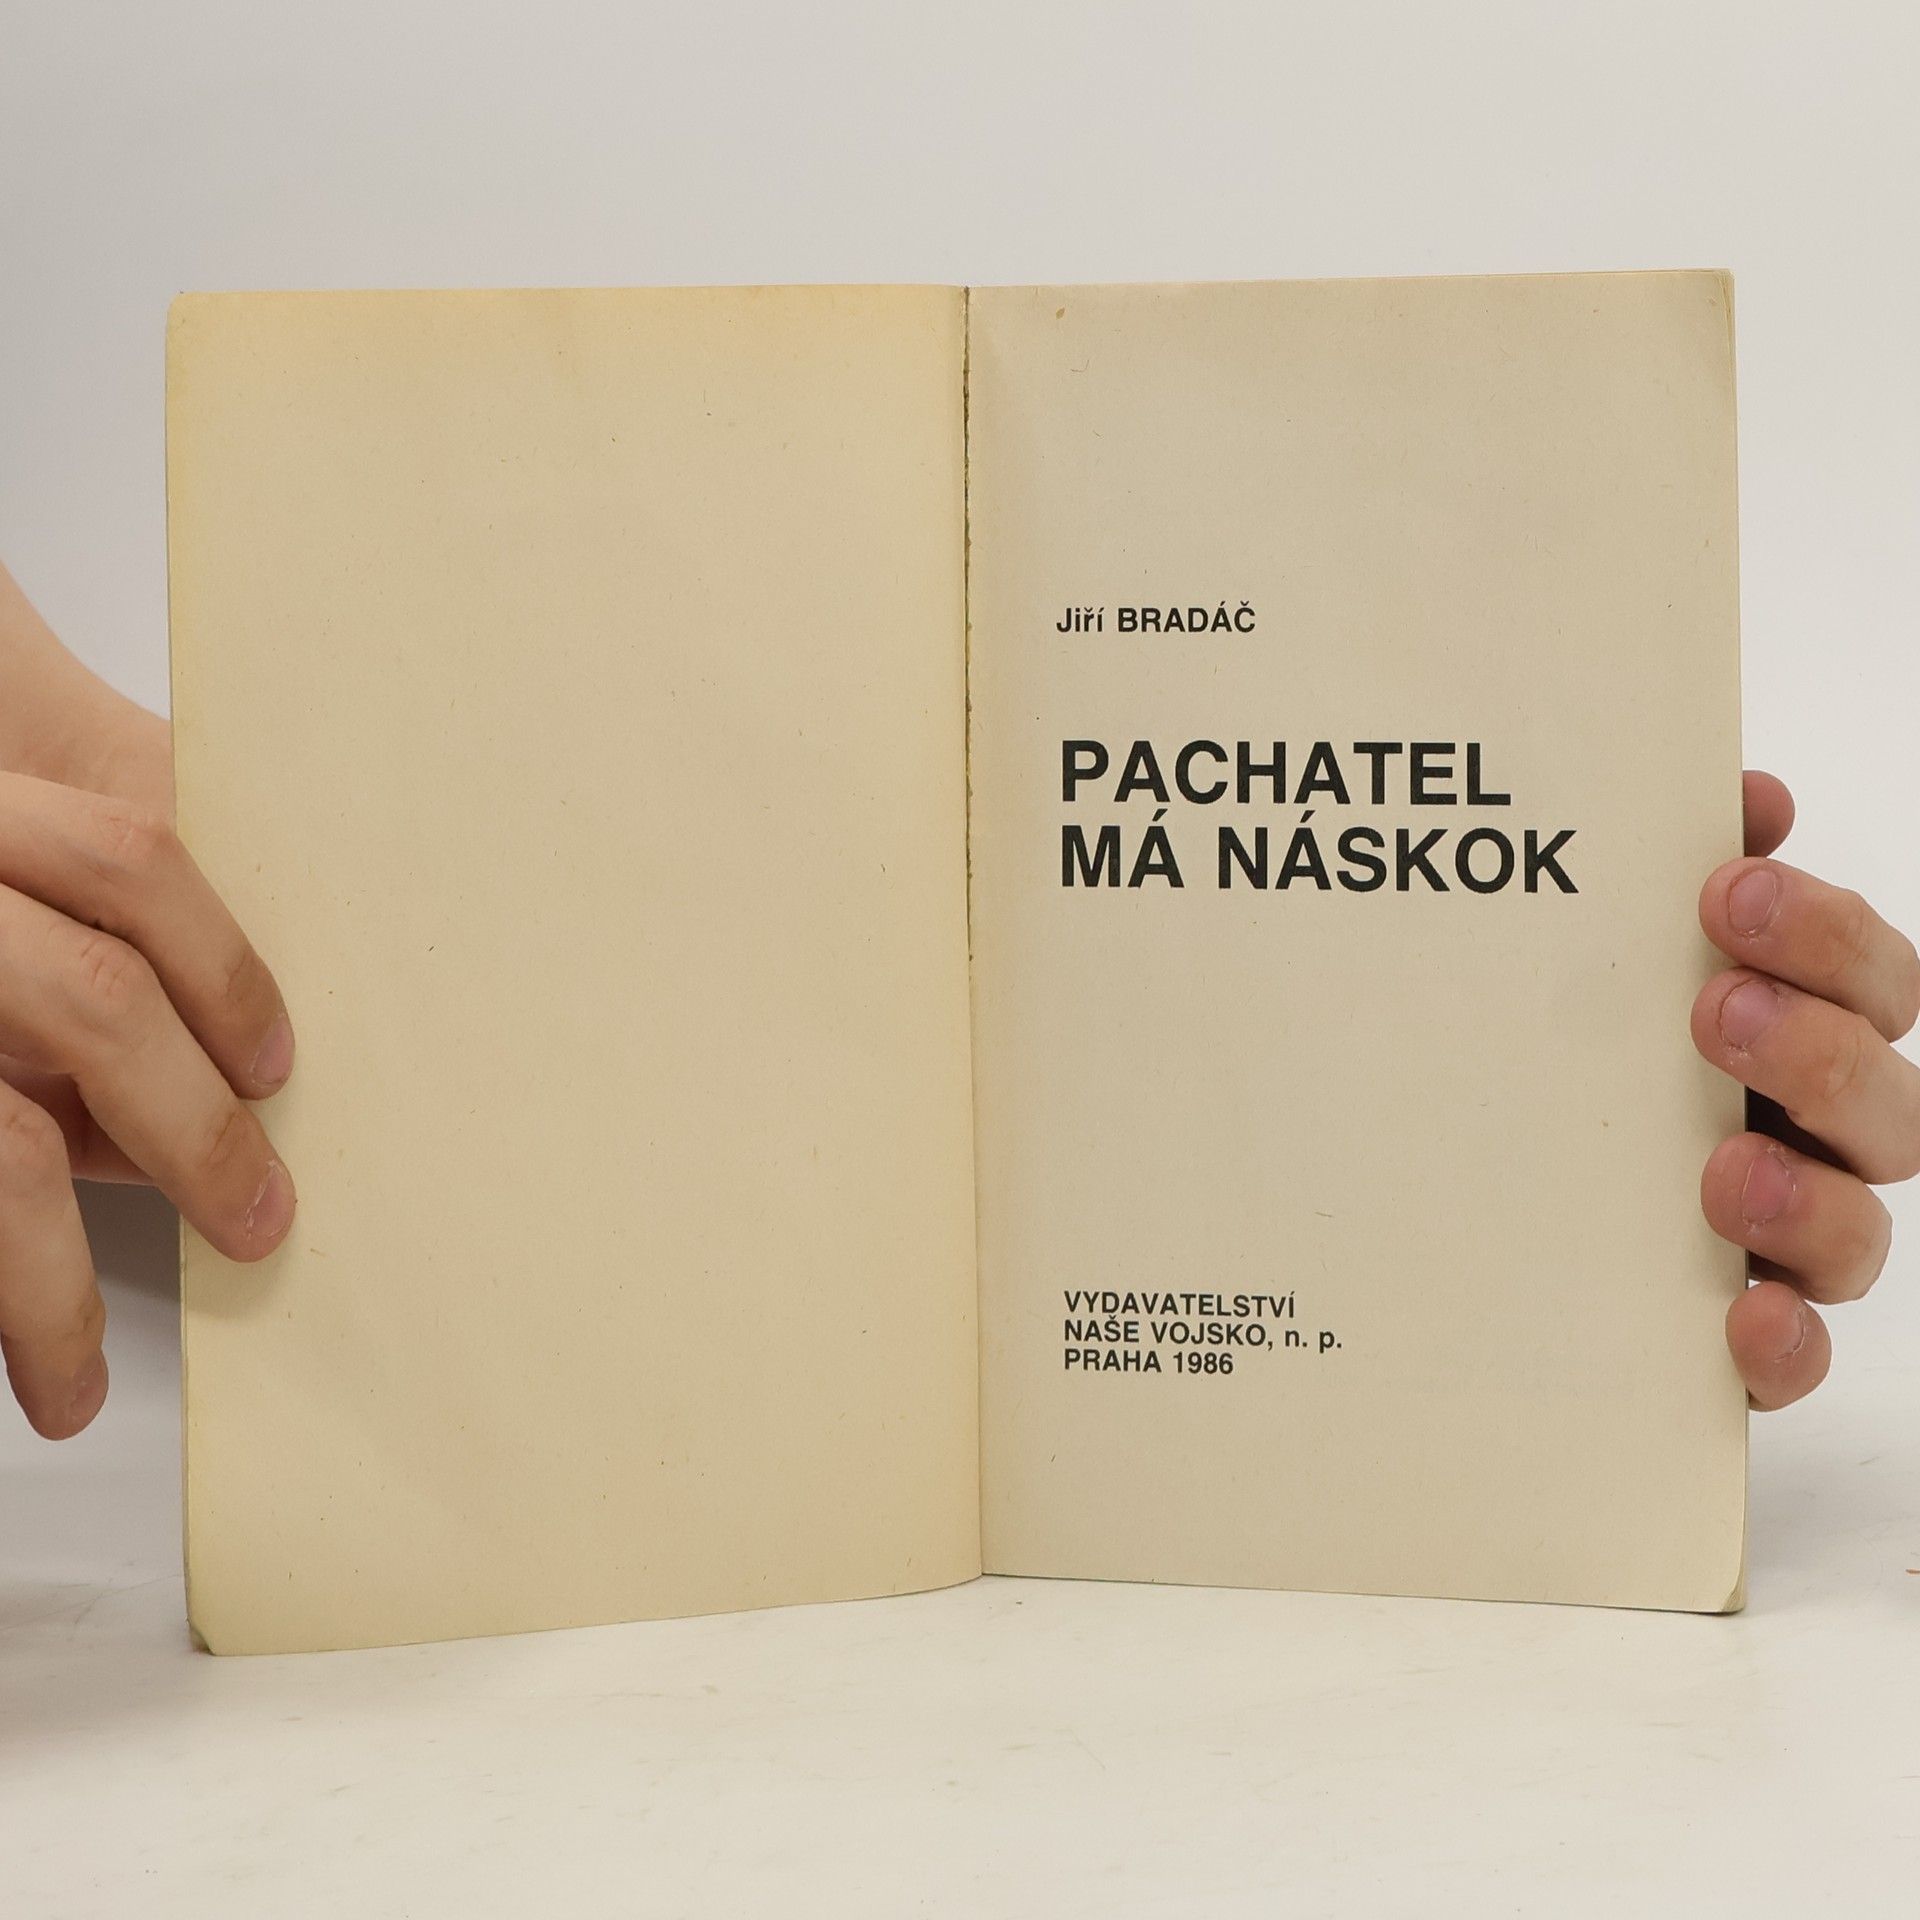 Jiří BRADÁČ
PACHATEL
MÁ NÁSKOK
VYDAVATELSTVÍ
NAŠE VOJSKO, n. p.
PRAHA 1986